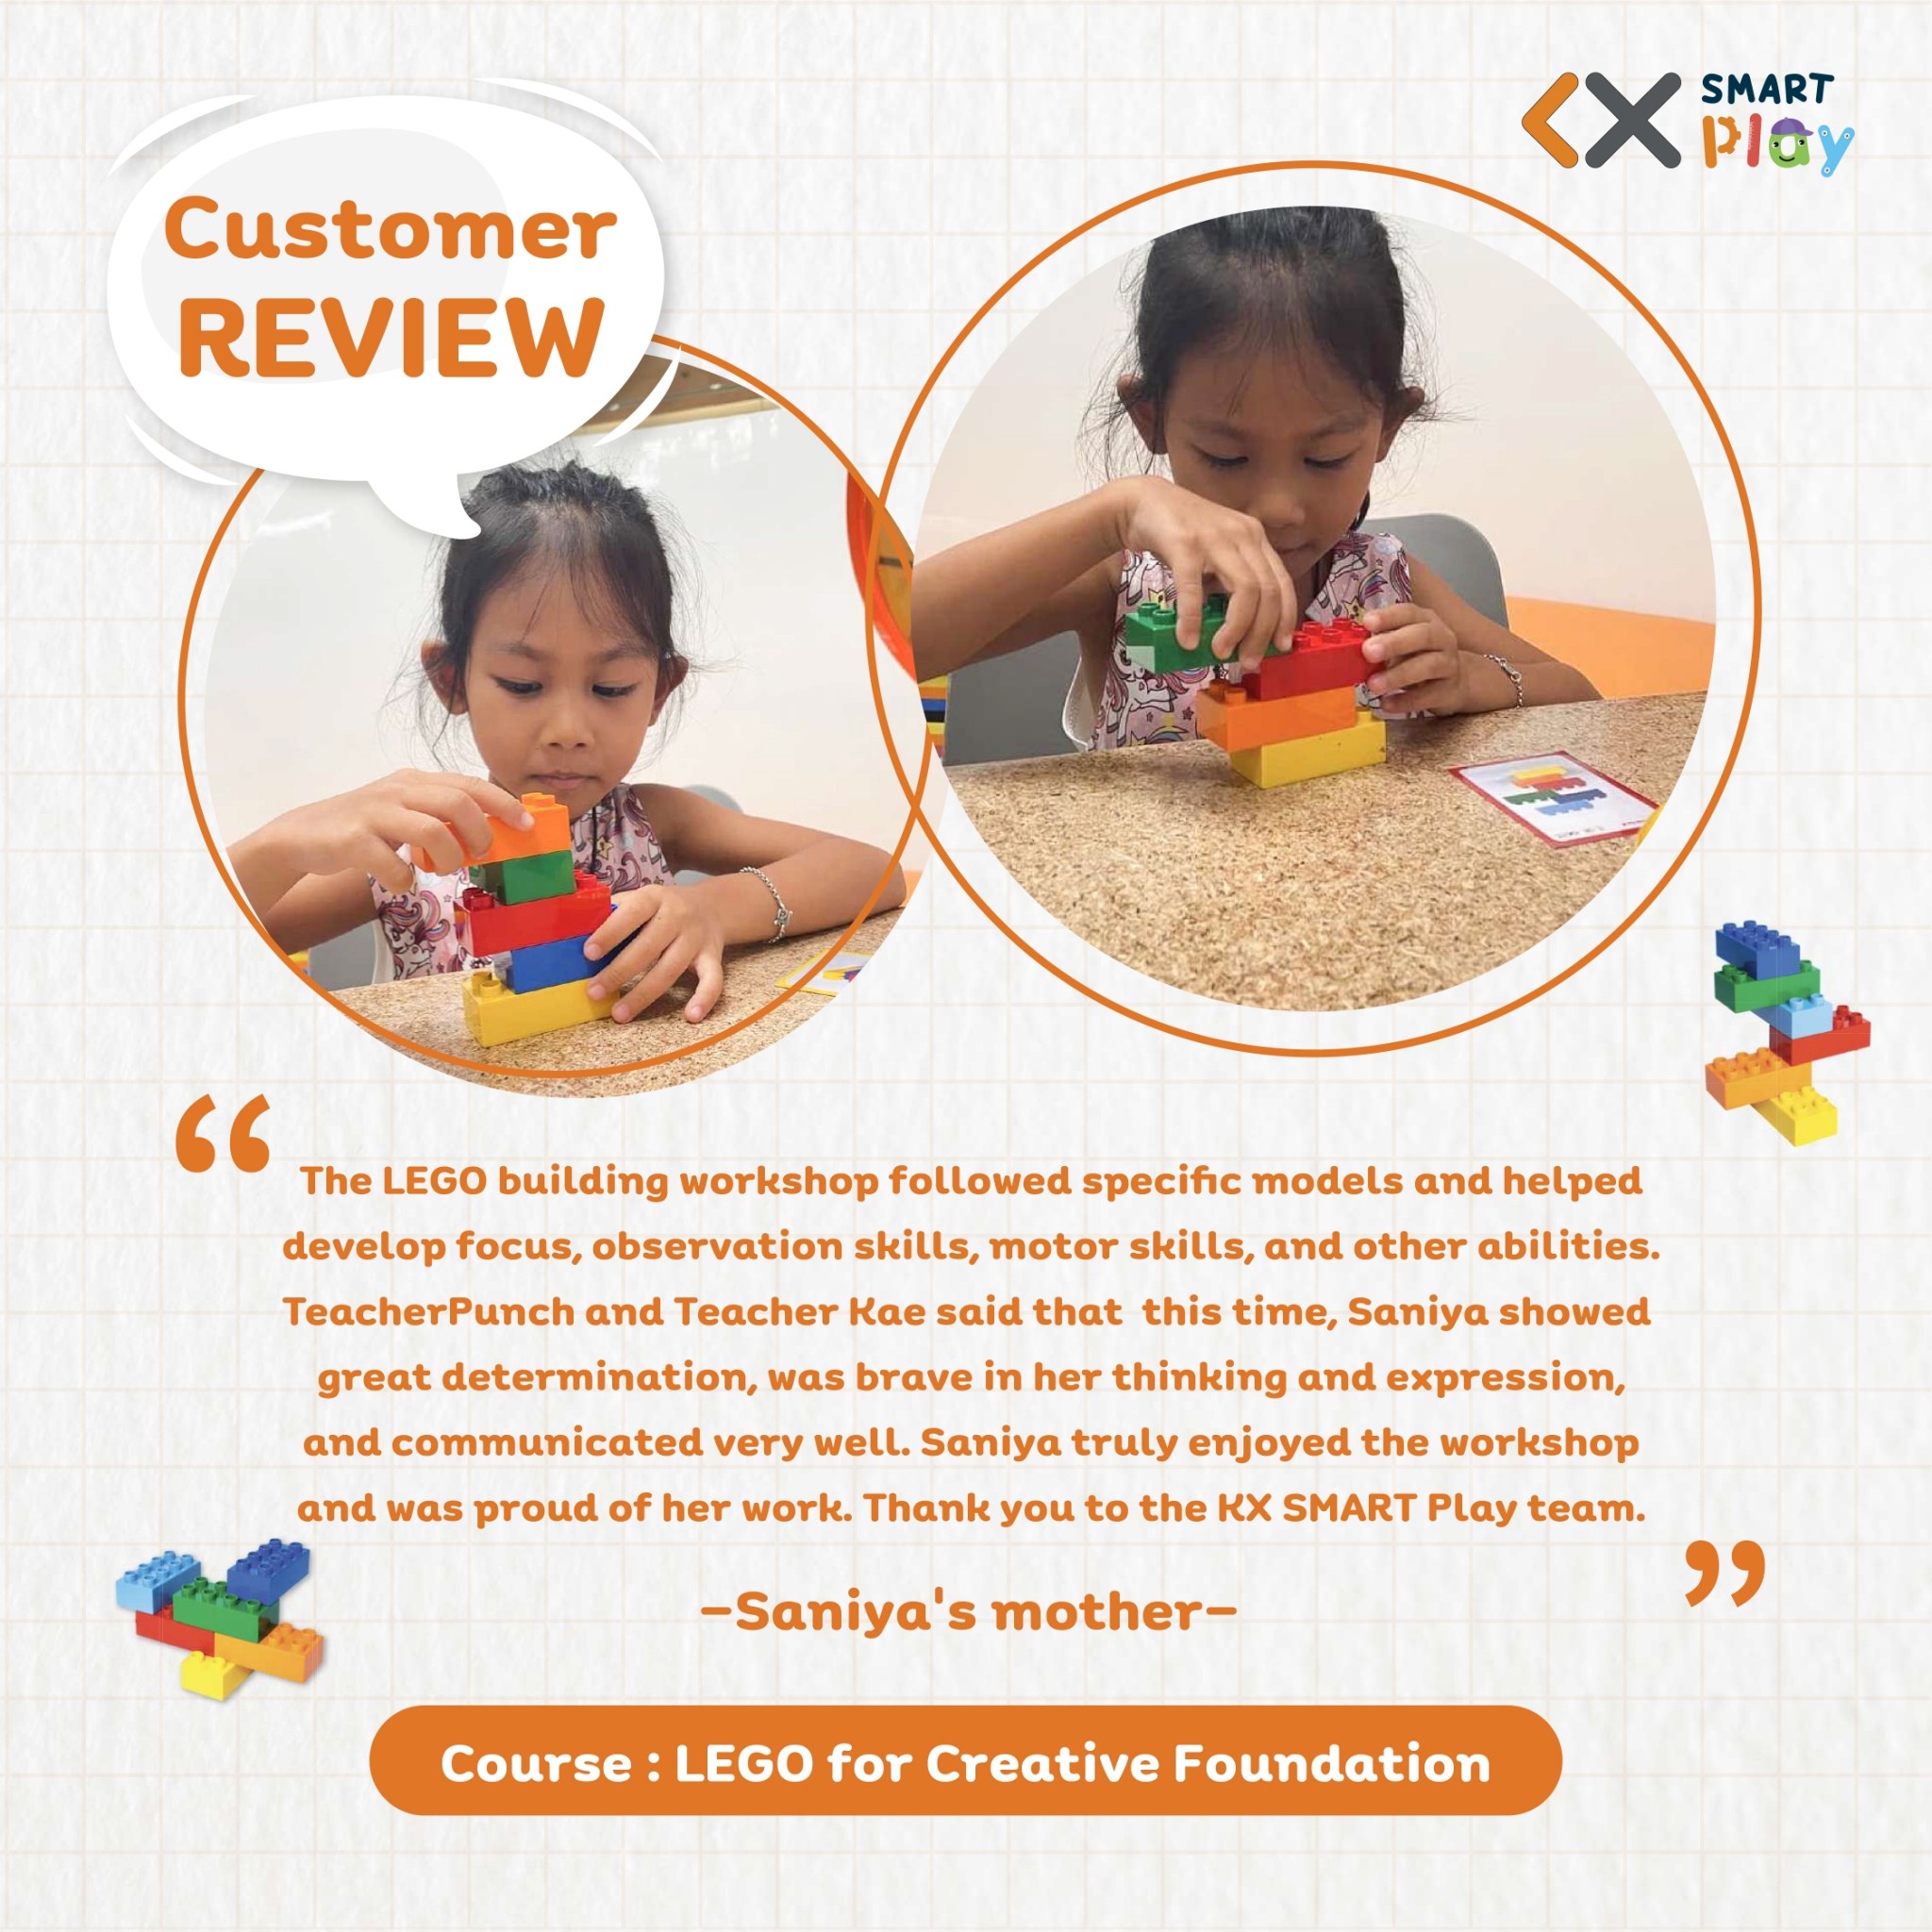 SMART
play
Customer
REVIEW
“
The LEGO building workshop followed specific models and helped
develop focus, observation skills, motor skills, and other abilities.
TeacherPunch and Teacher Kae said that  this time, Saniya showed
great determination, was brave in her thinking and expression,
and communicated very well. Saniya truly enjoyed the workshop
and was proud of her work. Thank you to the KX SMART Play team.
”
–Saniya's mother–
Course : LEGO for Creative Foundation